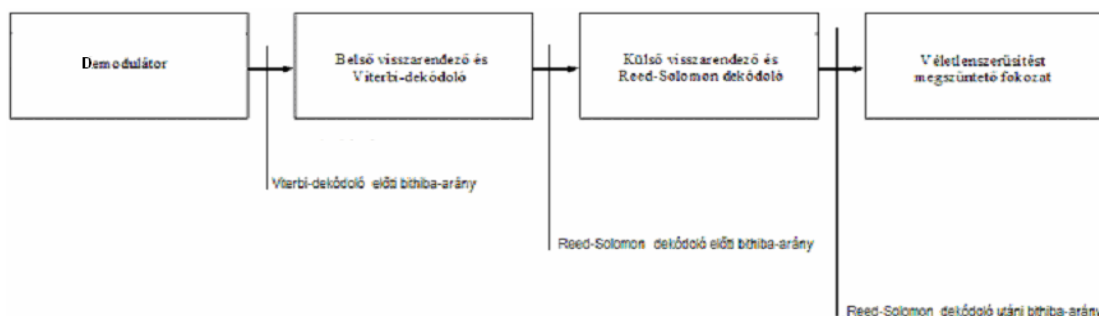 Demodulátor
Belső visszarendező és
Viterbi-dekódoló
Külső visszarendező és
Reed-Solomon dekódoló
Véletlenszerűsítést
megszüntető fokozat
Viterbi-dekódoló előtti bithiba-arány
Reed-Solomon dekódoló előtti bithiba-arány
Reed-Solomon dekódoló utáni bithiba-arány